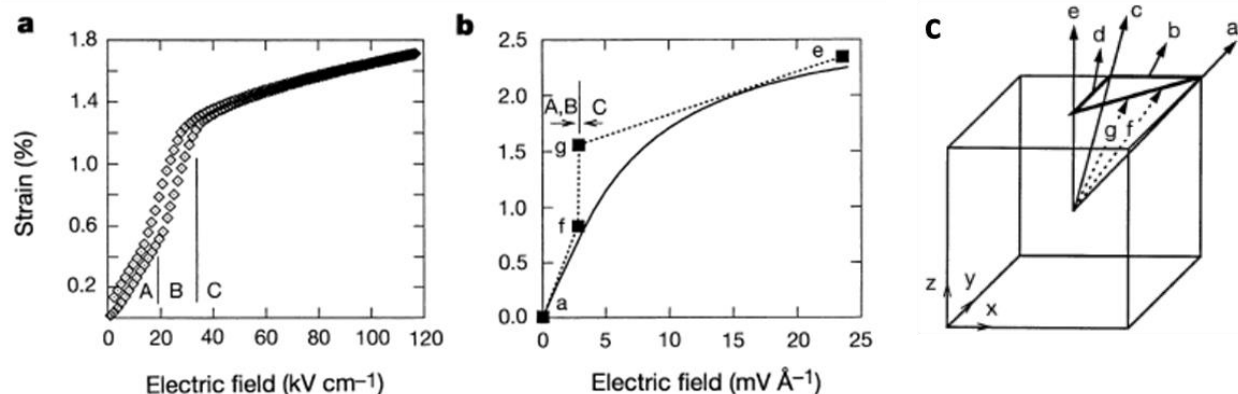 a
1.8
1.4
1.0
0.6
0.2
Strain (%)
A B C
0 20 40 60 80 100 120
Electric field (kV cm–1)
b
2.5
2.0
1.5
1.0
0.5
0.0
e
A,B C
g
f
a
0 5 10 15 20 25
Electric field (mV Å–1)
c
e d c b a
g f
z y x